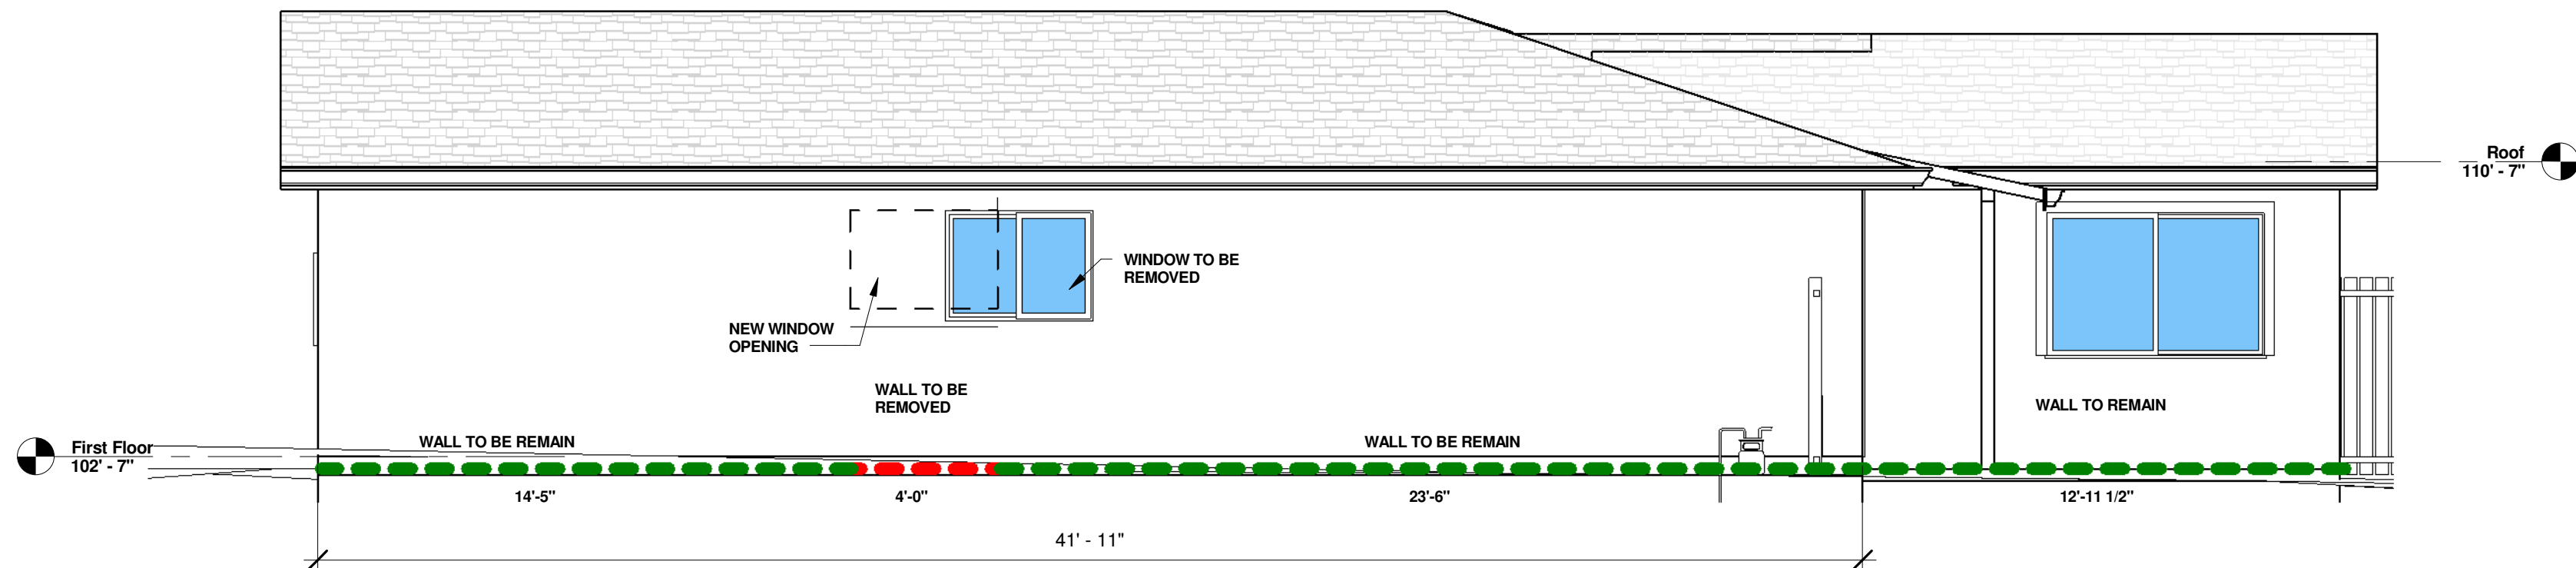 Roof
110' - 7"
WINDOW TO BE
REMOVED
NEW WINDOW
OPENING
WALL TO BE
REMOVED
WALL TO REMAIN
First Floor
102' - 7"
WALL TO BE REMAIN
WALL TO BE REMAIN
14'-5"
4'-0"
23'-6"
12'-11 1/2"
41' - 11"